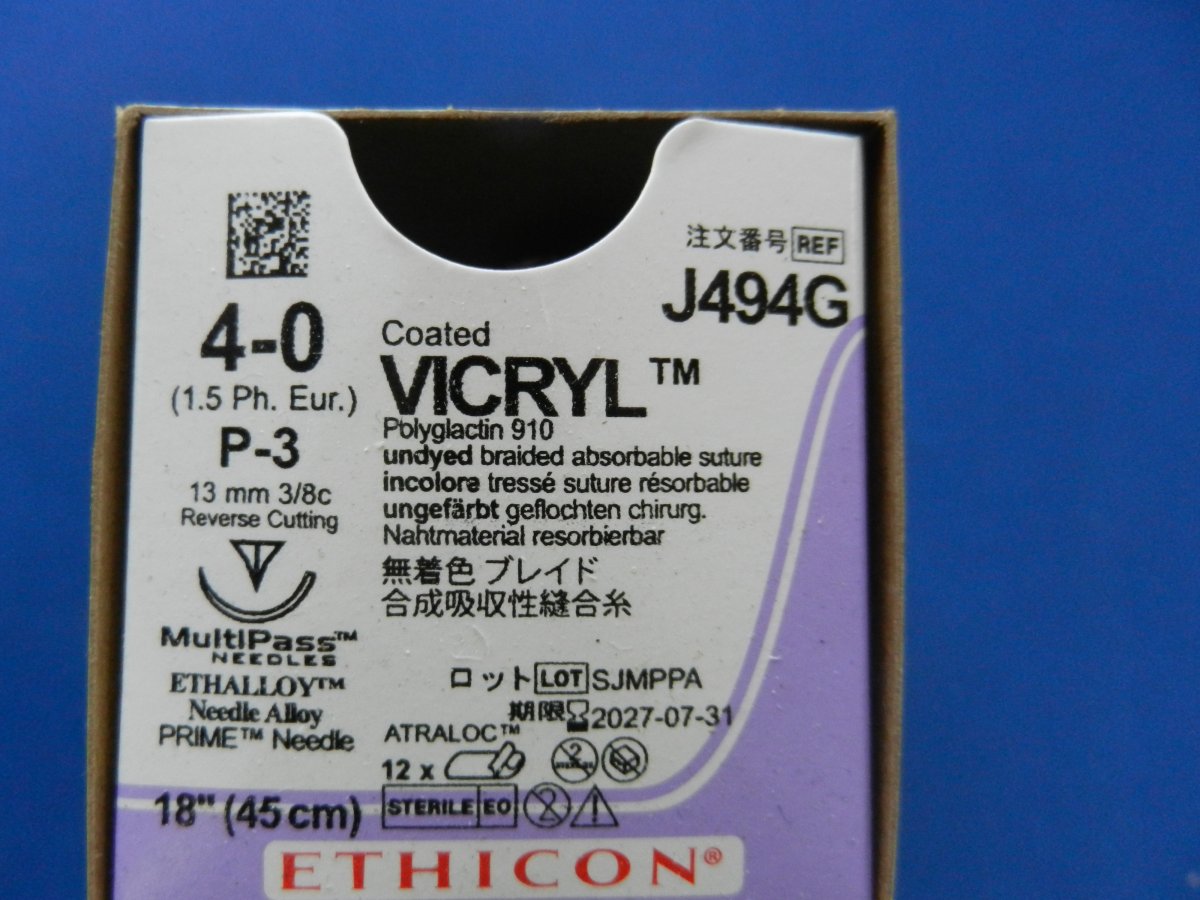 4-0
(1.5 Ph. Eur.)
P-3
13 mm 3/8c
Reverse Cutting
MultiPass™
NEEDLES
ETHALLOY™
Needle Alloy
PRIME™ Needle
18" (45cm)
注文番号 REF
J494G
Coated
VICRYL™
Polyglactin 910
undyed braided absorbable suture
incolore tressé suture résorbable
ungefärbt geflochten chirurg.
Nahtmaterial resorbierbar
無着色 ブレイド
合成吸収性縫合糸
ロット LOT SJMPPA
期限 2027-07-31
ATRALOC™
12 x
STERILE EO
ETHICON®